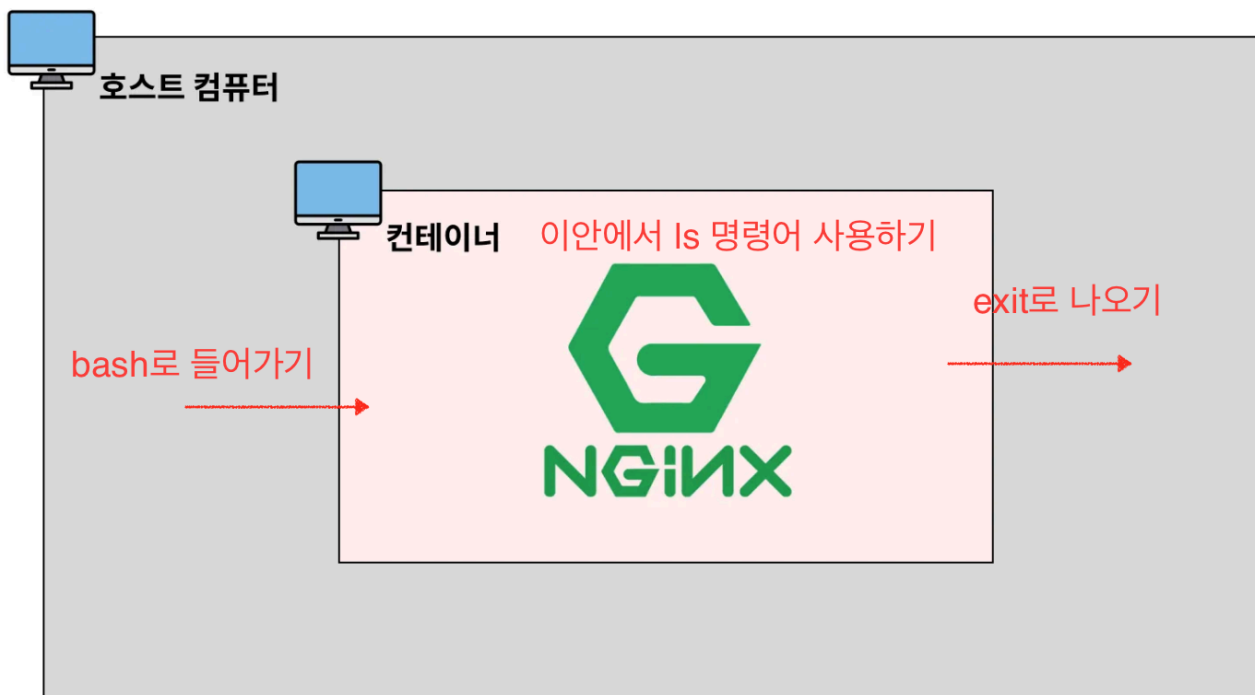 호스트 컴퓨터
컨테이너
이안에서 ls 명령어 사용하기
exit로 나오기
bash로 들어가기
NGiNX